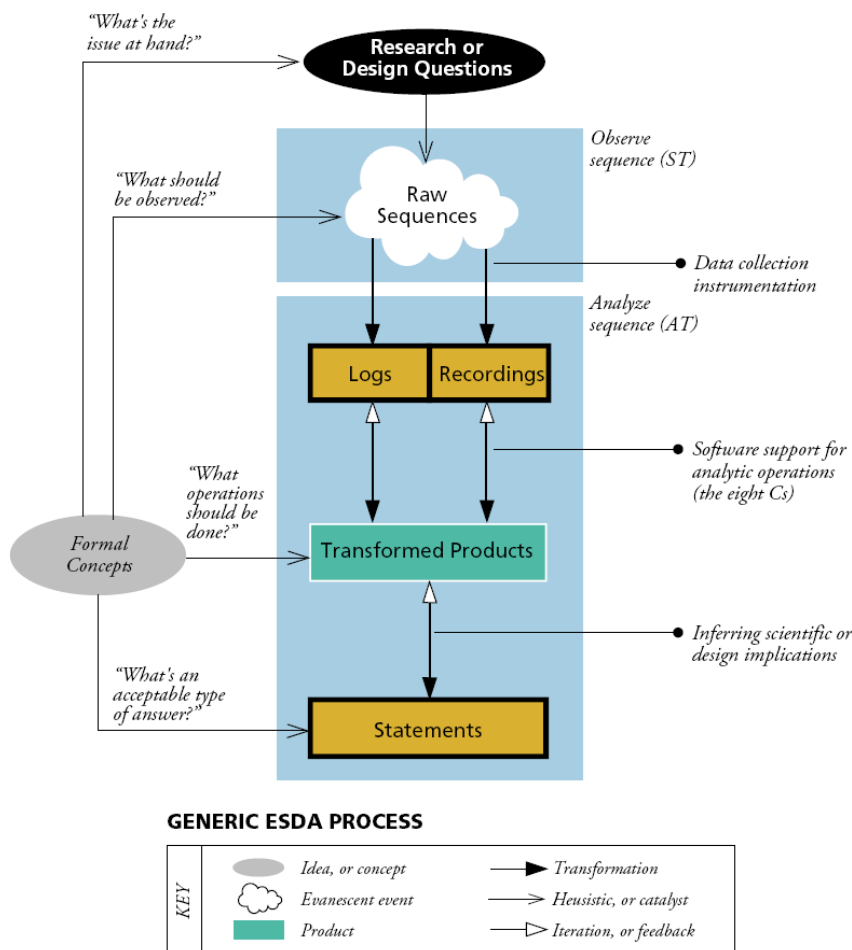 “What's the
issue at hand?”
Research or
Design Questions
Observe
sequence (ST)
“What should
be observed?”
Raw
Sequences
Data collection
instrumentation
Analyze
sequence (AT)
Logs
Recordings
“What
operations
should be
done?”
Software support for
analytic operations
(the eight Cs)
Formal
Concepts
Transformed Products
Inferring scientific or
design implications
“What's an
acceptable type
of answer?”
Statements
GENERIC ESDA PROCESS
KEY
Idea, or concept
Transformation
Evanescent event
Heusistic, or catalyst
Product
Iteration, or feedback